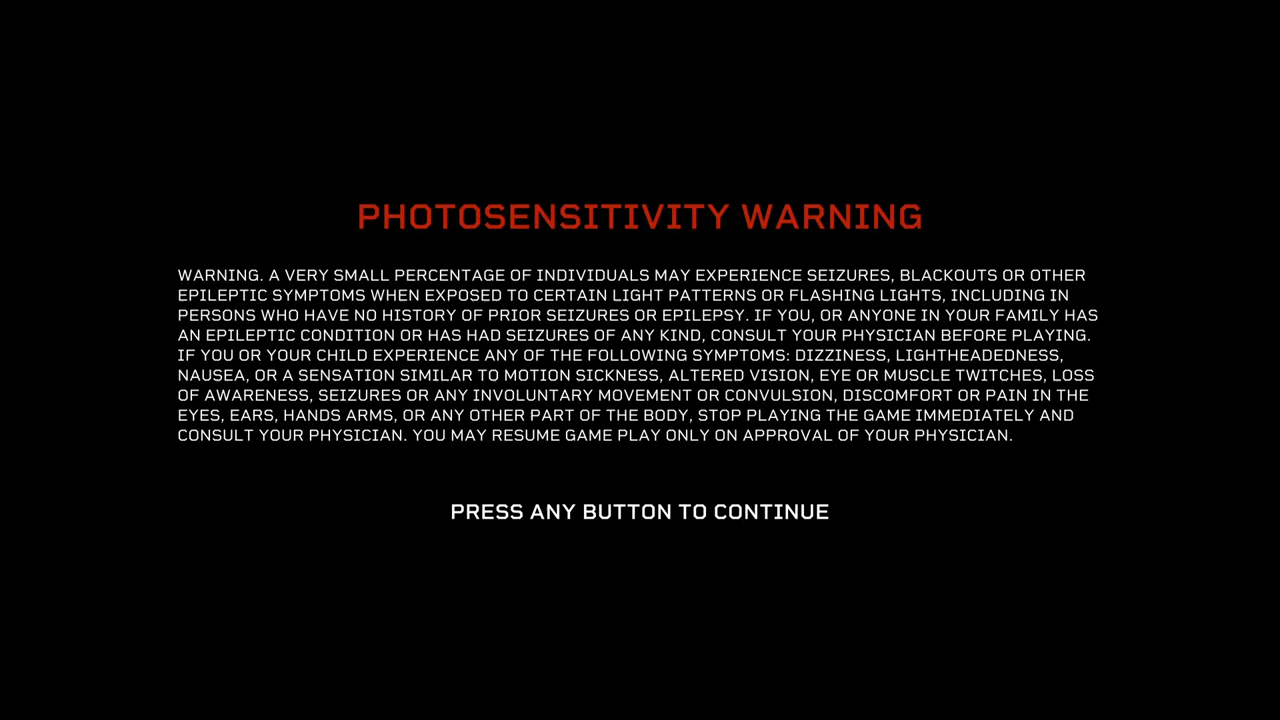 PHOTOSENSITIVITY WARNING
WARNING. A VERY SMALL PERCENTAGE OF INDIVIDUALS MAY EXPERIENCE SEIZURES, BLACKOUTS OR OTHER
EPILEPTIC SYMPTOMS WHEN EXPOSED TO CERTAIN LIGHT PATTERNS OR FLASHING LIGHTS, INCLUDING IN
PERSONS WHO HAVE NO HISTORY OF PRIOR SEIZURES OR EPILEPSY. IF YOU, OR ANYONE IN YOUR FAMILY HAS
AN EPILEPTIC CONDITION OR HAS HAD SEIZURES OF ANY KIND, CONSULT YOUR PHYSICIAN BEFORE PLAYING.
IF YOU OR YOUR CHILD EXPERIENCE ANY OF THE FOLLOWING SYMPTOMS: DIZZINESS, LIGHTHEADEDNESS,
NAUSEA, OR A SENSATION SIMILAR TO MOTION SICKNESS, ALTERED VISION, EYE OR MUSCLE TWITCHES, LOSS
OF AWARENESS, SEIZURES OR ANY INVOLUNTARY MOVEMENT OR CONVULSION, DISCOMFORT OR PAIN IN THE
EYES, EARS, HANDS ARMS, OR ANY OTHER PART OF THE BODY, STOP PLAYING THE GAME IMMEDIATELY AND
CONSULT YOUR PHYSICIAN. YOU MAY RESUME GAME PLAY ONLY ON APPROVAL OF YOUR PHYSICIAN.
PRESS ANY BUTTON TO CONTINUE